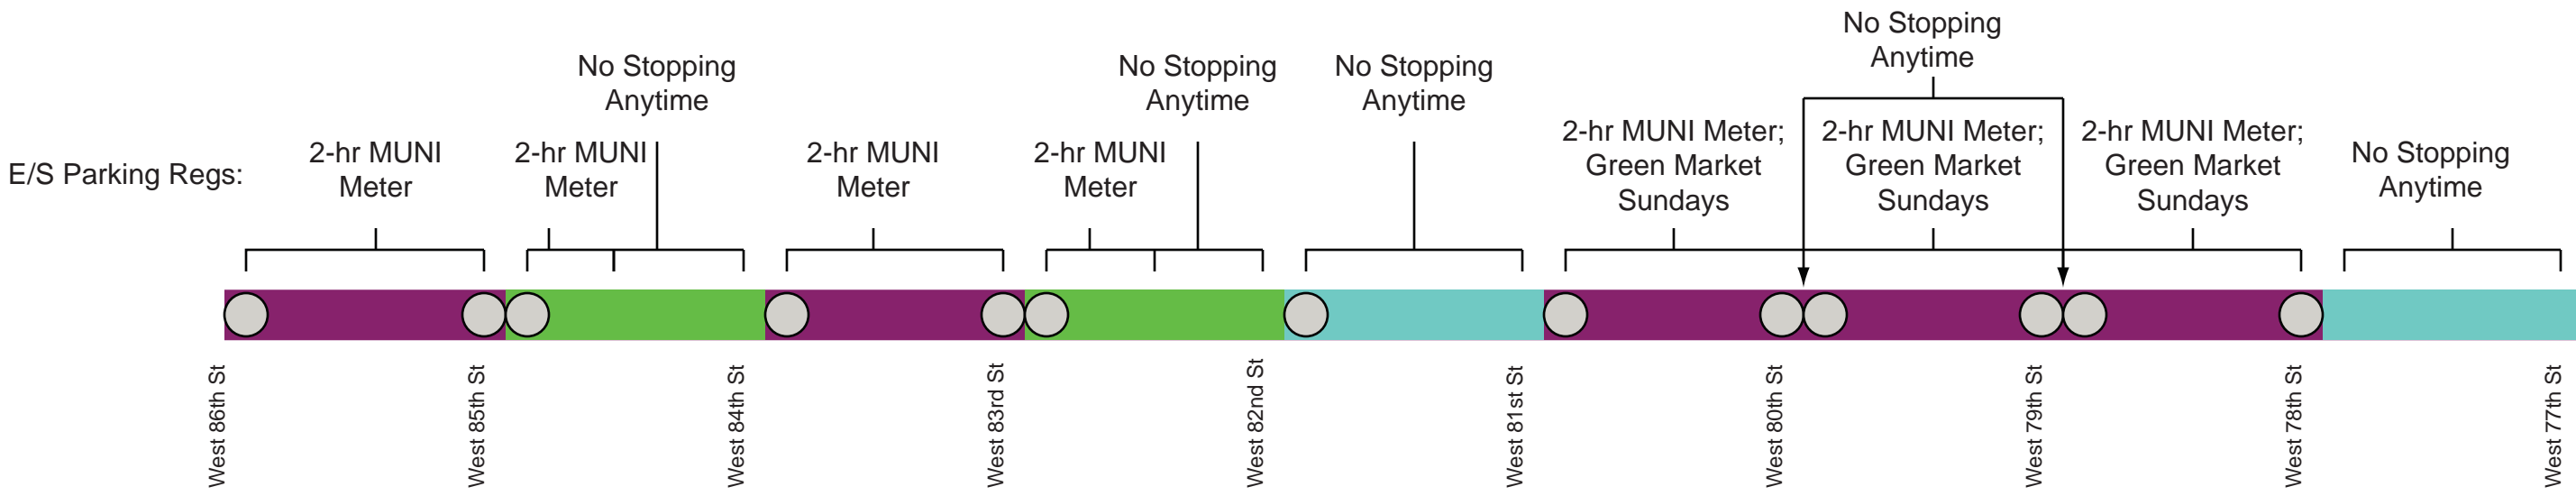 No Stopping
Anytime
No Stopping
Anytime
No Stopping
Anytime
No Stopping
Anytime
E/S Parking Regs:
2-hr MUNI
Meter
2-hr MUNI
Meter
2-hr MUNI
Meter
2-hr MUNI
Meter
2-hr MUNI Meter;
Green Market
Sundays
2-hr MUNI Meter;
Green Market
Sundays
2-hr MUNI Meter;
Green Market
Sundays
No Stopping
Anytime
West 86th St
West 85th St
West 84th St
West 83rd St
West 82nd St
West 81st St
West 80th St
West 79th St
West 78th St
West 77th St